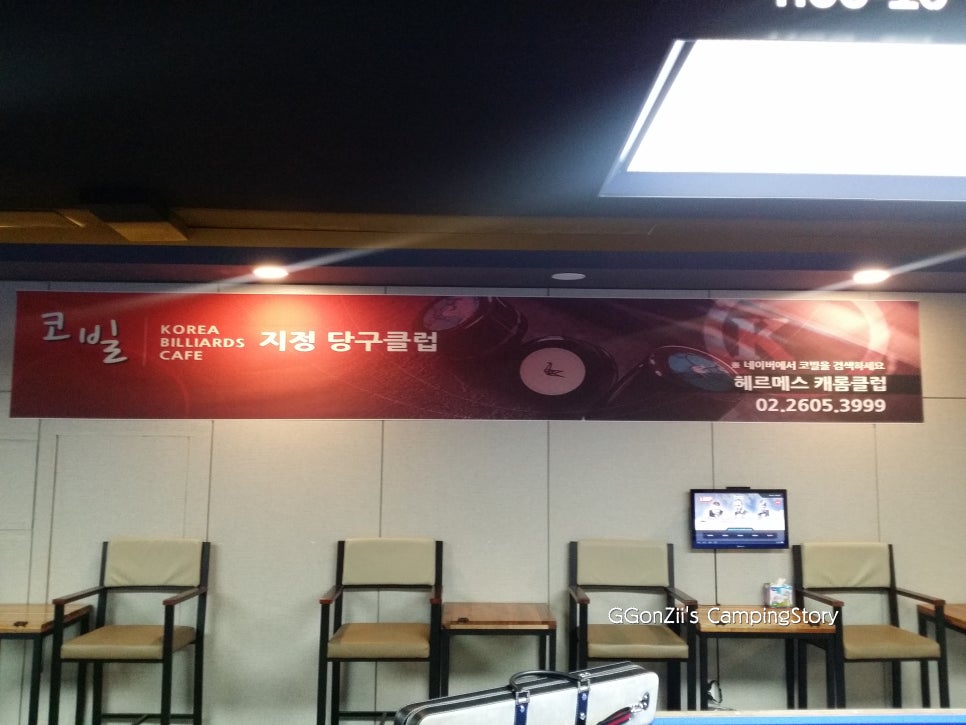 코빌
KOREA
BILLIARDS
CAFE
지정 당구클럽
※ 네이버에서 코빌을 검색하세요
헤르메스 캐롬클럽
02.2605.3999
GGonZii's CampingStory